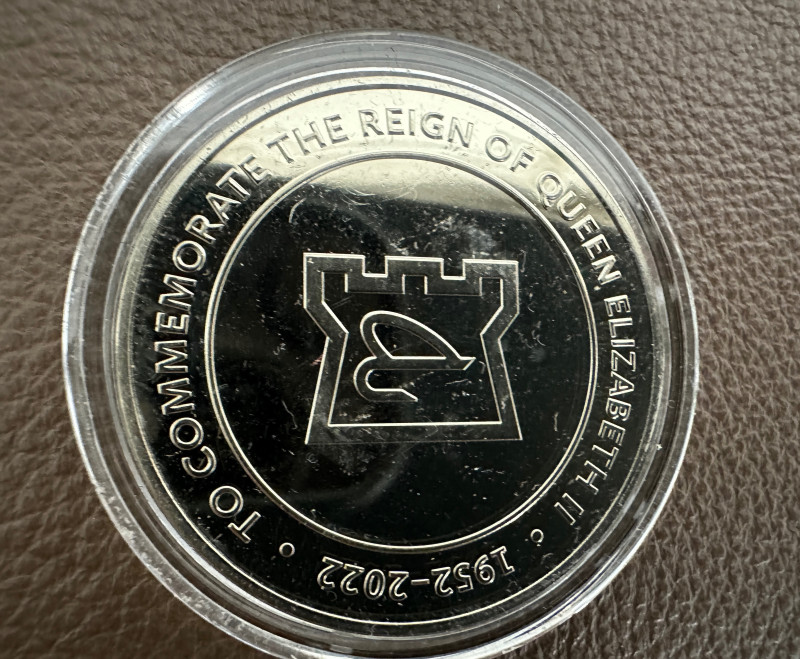 TO COMMEMORATE THE REIGN OF QUEEN ELIZABETH II
1952-2022